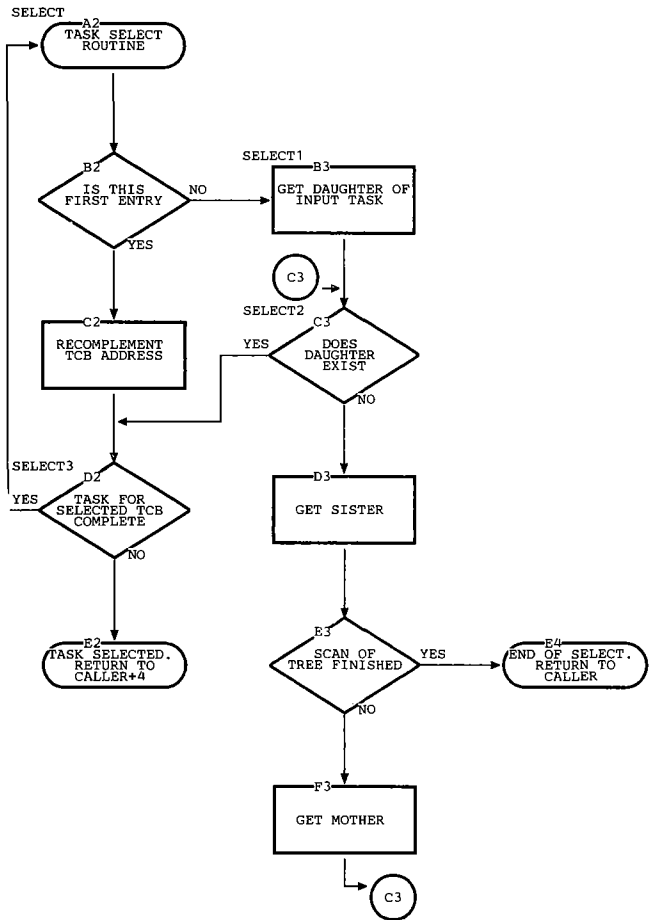 SELECT
A2
TASK SELECT
ROUTINE
B2
IS THIS
FIRST ENTRY
NO
YES
SELECT1
B3
GET DAUGHTER OF
INPUT TASK
C3
SELECT2
C3
DOES
DAUGHTER
EXIST
YES
NO
C2
RECOMPLEMENT
TCB ADDRESS
SELECT3
D2
TASK FOR
SELECTED TCB
COMPLETE
YES
NO
D3
GET SISTER
E2
TASK SELECTED.
RETURN TO
CALLER+4
E3
SCAN OF
TREE FINISHED
YES
NO
E4
END OF SELECT.
RETURN TO
CALLER
F3
GET MOTHER
C3